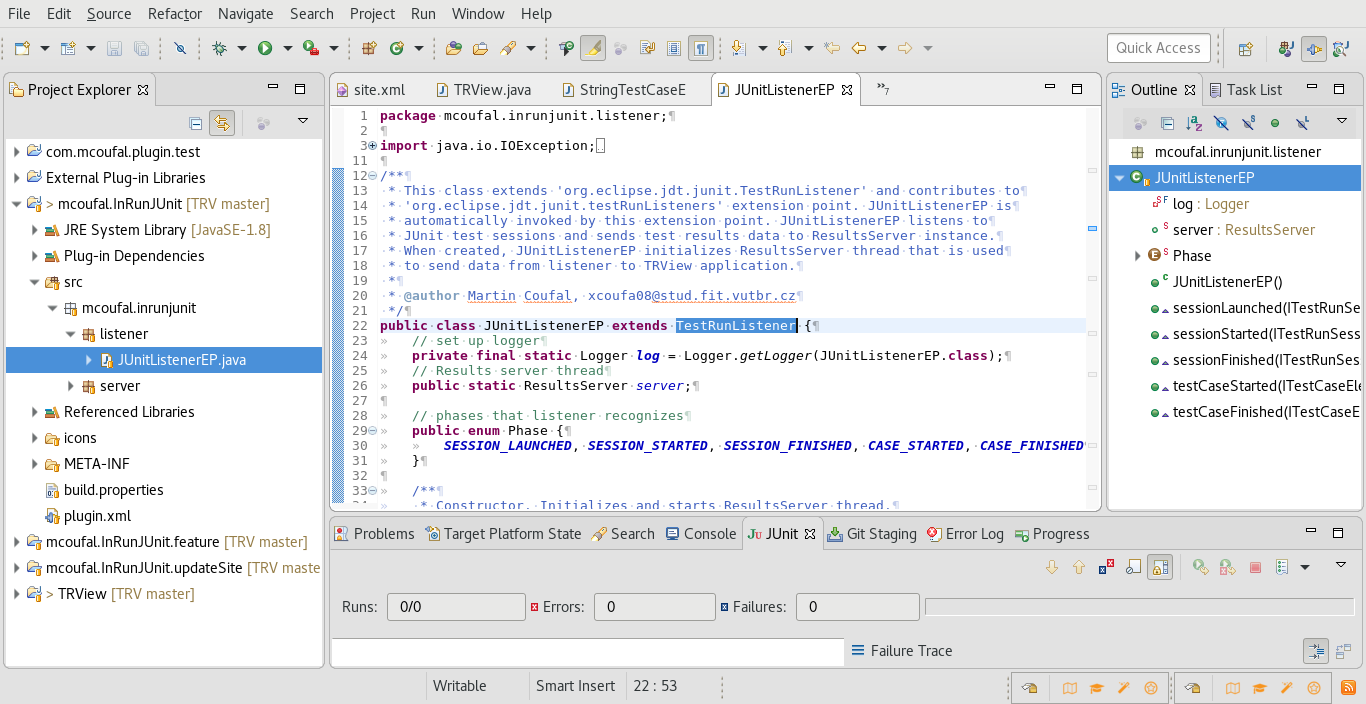 File Edit Source Refactor Navigate Search Project Run Window Help
Quick Access
Project Explorer
com.mcoufal.plugin.test
External Plug-in Libraries
> mcoufal.InRunJUnit [TRV master]
JRE System Library [JavaSE-1.8]
Plug-in Dependencies
src
mcoufal.inrunjunit
listener
JUnitListenerEP.java
server
Referenced Libraries
icons
META-INF
build.properties
plugin.xml
mcoufal.InRunJUnit.feature [TRV master]
mcoufal.InRunJUnit.updateSite [TRV maste
> TRView [TRV master]
site.xml TRView.java StringTestCaseE JUnitListenerEP »7
1 package mcoufal.inrunjunit.listener;¶
2 ¶
3 import java.io.IOException;
11 ¶
12 /**¶
13 * This class extends 'org.eclipse.jdt.junit.TestRunListener' and contributes to¶
14 * 'org.eclipse.jdt.junit.testRunListeners' extension point. JUnitListenerEP is¶
15 * automatically invoked by this extension point. JUnitListenerEP listens to¶
16 * JUnit test sessions and sends test results data to ResultsServer instance.¶
17 * When created, JUnitListenerEP initializes ResultsServer thread that is used¶
18 * to send data from listener to TRView application.¶
19 *¶
20 * @author Martin Coufal, xcoufa08@stud.fit.vutbr.cz¶
21 */¶
22 public class JUnitListenerEP extends TestRunListener {¶
23 » // set up logger¶
24 » private final static Logger log = Logger.getLogger(JUnitListenerEP.class);¶
25 » // Results server thread¶
26 » public static ResultsServer server;¶
27 ¶
28 » // phases that listener recognizes¶
29 » public enum Phase {¶
30 » » SESSION_LAUNCHED, SESSION_STARTED, SESSION_FINISHED, CASE_STARTED, CASE_FINISHED
31 » }¶
32 ¶
33 » /**¶
34 » * Constructor. Initializes and starts ResultsServer thread.¶
Outline Task List
mcoufal.inrunjunit.listener
JUnitListenerEP
log : Logger
server : ResultsServer
Phase
JUnitListenerEP()
sessionLaunched(ITestRunSe
sessionStarted(ITestRunSess
sessionFinished(ITestRunSes
testCaseStarted(ITestCaseEle
testCaseFinished(ITestCaseE
Problems Target Platform State Search Console JUnit Git Staging Error Log Progress
Runs: 0/0 Errors: 0 Failures: 0
Failure Trace
Writable Smart Insert 22 : 53